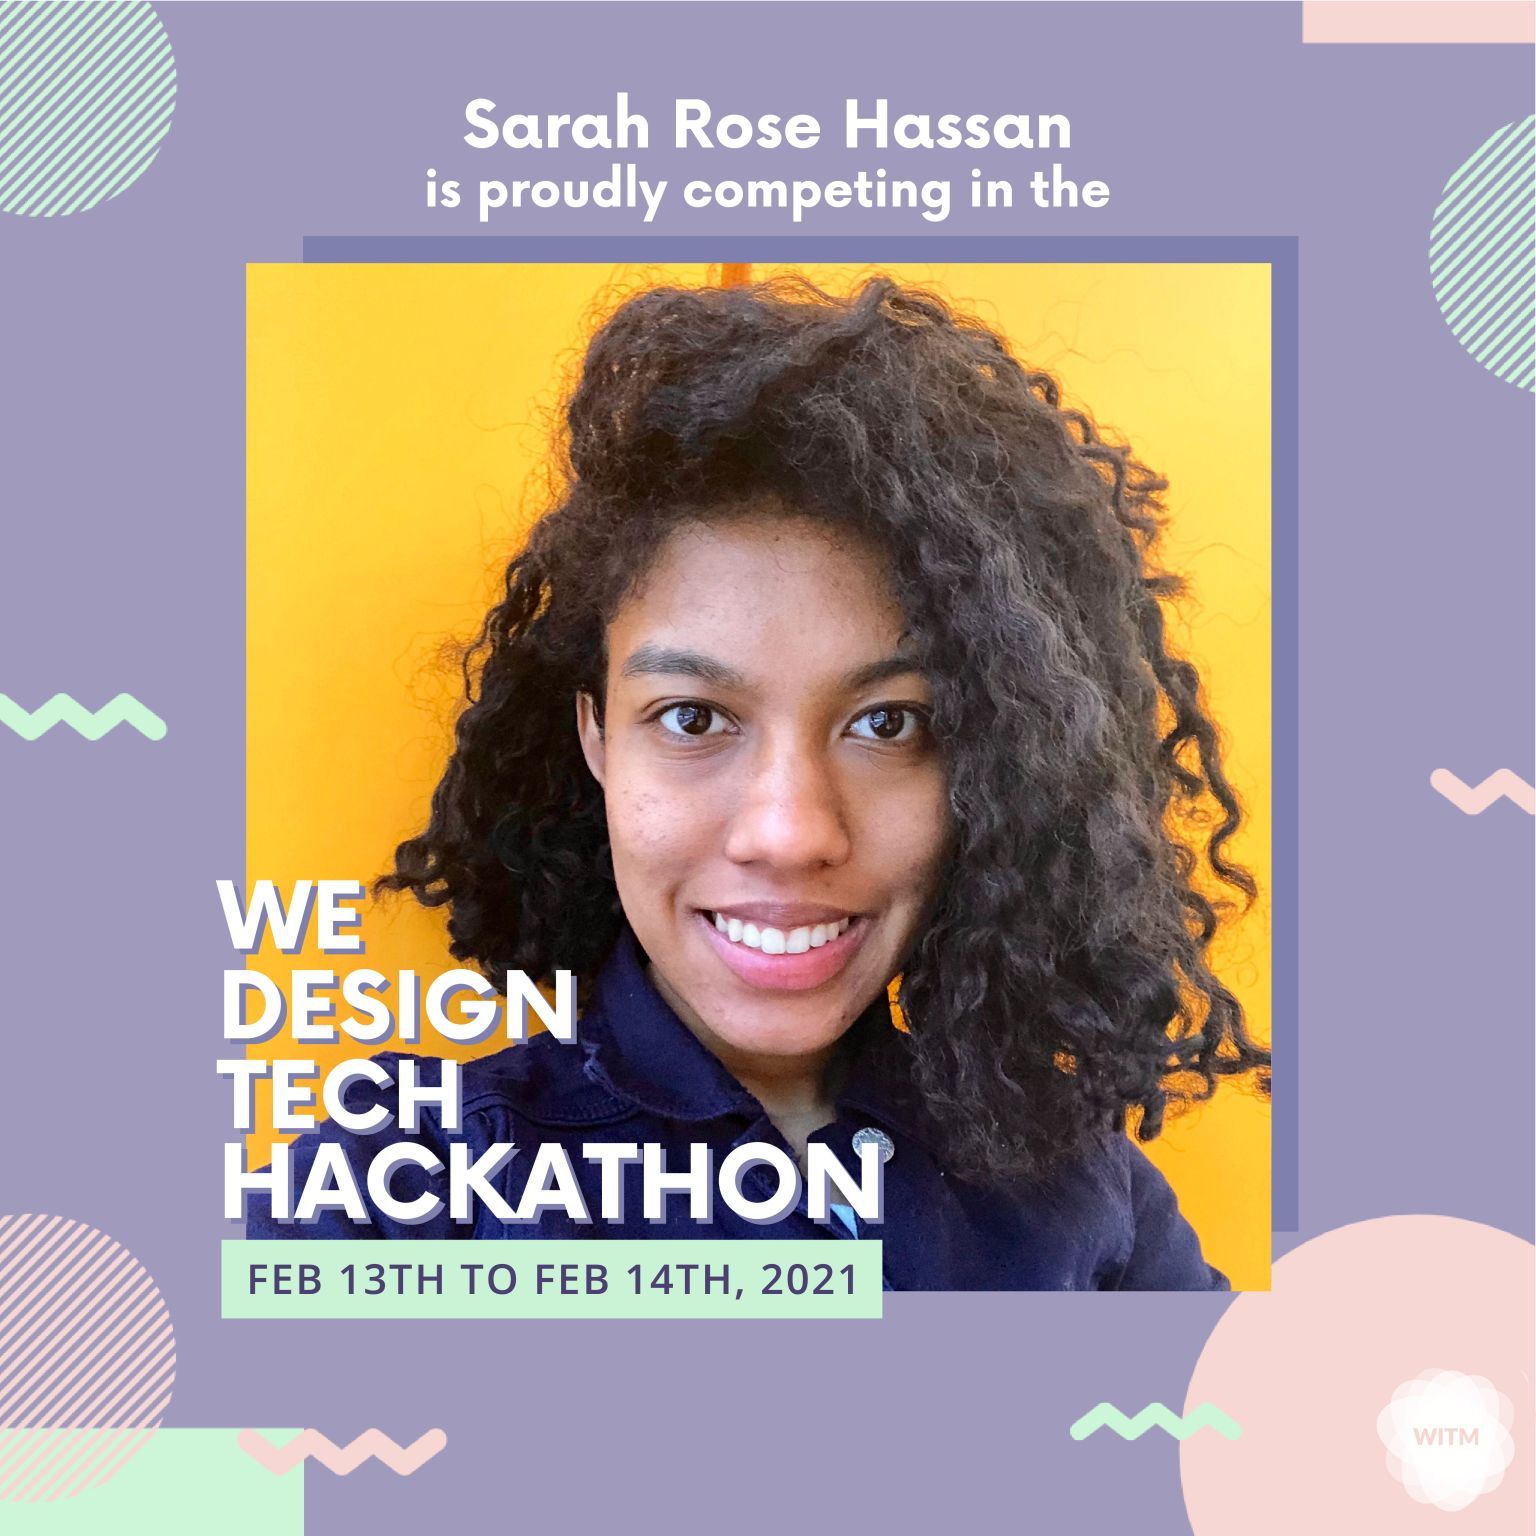 Sarah Rose Hassan
is proudly competing in the
WE
DESIGN
TECH
HACKATHON
FEB 13TH TO FEB 14TH, 2021
WITM